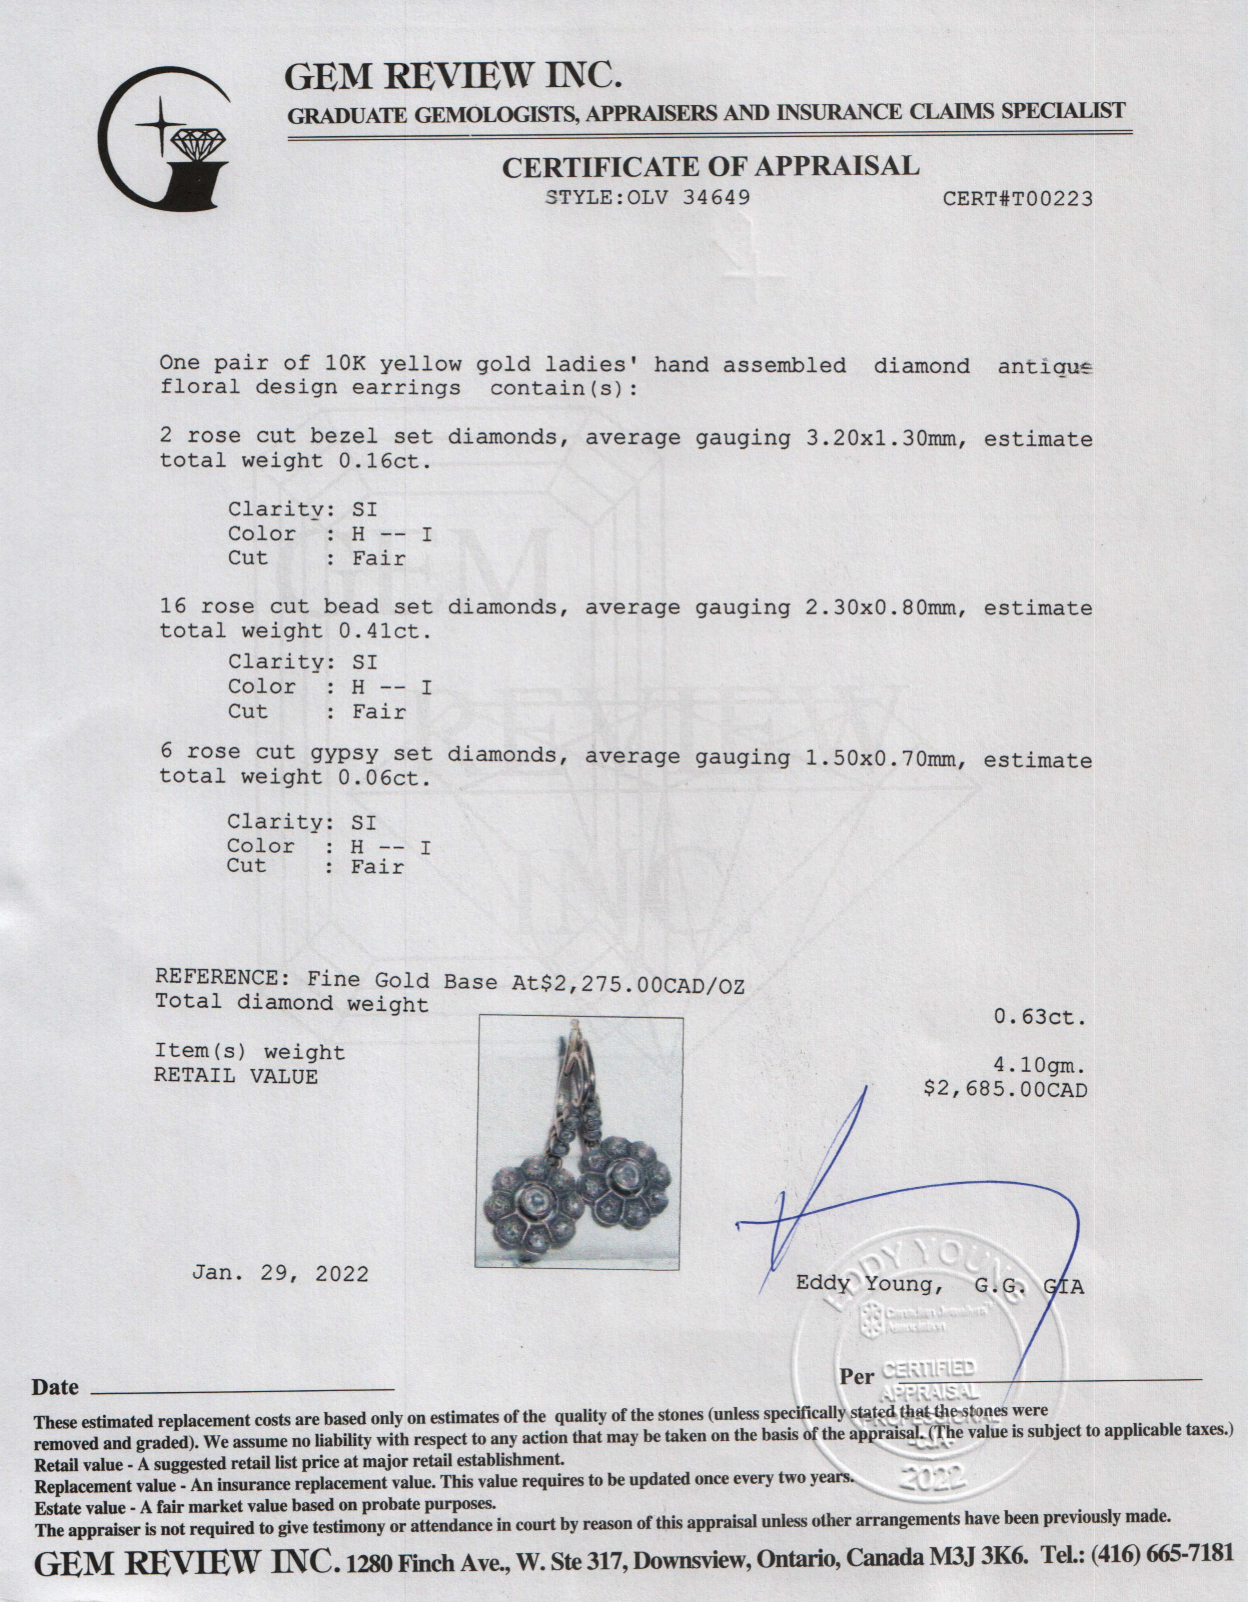 GEM REVIEW INC.
GRADUATE GEMOLOGISTS, APPRAISERS AND INSURANCE CLAIMS SPECIALIST
CERTIFICATE OF APPRAISAL
STYLE:OLV 34649 CERT#T00223
One pair of 10K yellow gold ladies' hand assembled diamond antique
floral design earrings contain(s):
2 rose cut bezel set diamonds, average gauging 3.20x1.30mm, estimate
total weight 0.16ct.
Clarity: SI
Color : H -- I
Cut : Fair
16 rose cut bead set diamonds, average gauging 2.30x0.80mm, estimate
total weight 0.41ct.
Clarity: SI
Color : H -- I
Cut : Fair
6 rose cut gypsy set diamonds, average gauging 1.50x0.70mm, estimate
total weight 0.06ct.
Clarity: SI
Color : H -- I
Cut : Fair
GEM
REVIEW
INC.
REFERENCE: Fine Gold Base At$2,275.00CAD/OZ
Total diamond weight 0.63ct.
Item(s) weight 4.10gm.
RETAIL VALUE $2,685.00CAD
Jan. 29, 2022
Eddy Young, G.G. GIA
EDDY YOUNG
Canadian Jewellers
Association
CERTIFIED
APPRAISAL
PROFESSIONAL
-CJA-
2022
Date
Per
These estimated replacement costs are based only on estimates of the quality of the stones (unless specifically stated that the stones were
removed and graded). We assume no liability with respect to any action that may be taken on the basis of the appraisal. (The value is subject to applicable taxes.)
Retail value - A suggested retail list price at major retail establishment.
Replacement value - An insurance replacement value. This value requires to be updated once every two years.
Estate value - A fair market value based on probate purposes.
The appraiser is not required to give testimony or attendance in court by reason of this appraisal unless other arrangements have been previously made.
GEM REVIEW INC. 1280 Finch Ave., W. Ste 317, Downsview, Ontario, Canada M3J 3K6. Tel.: (416) 665-7181